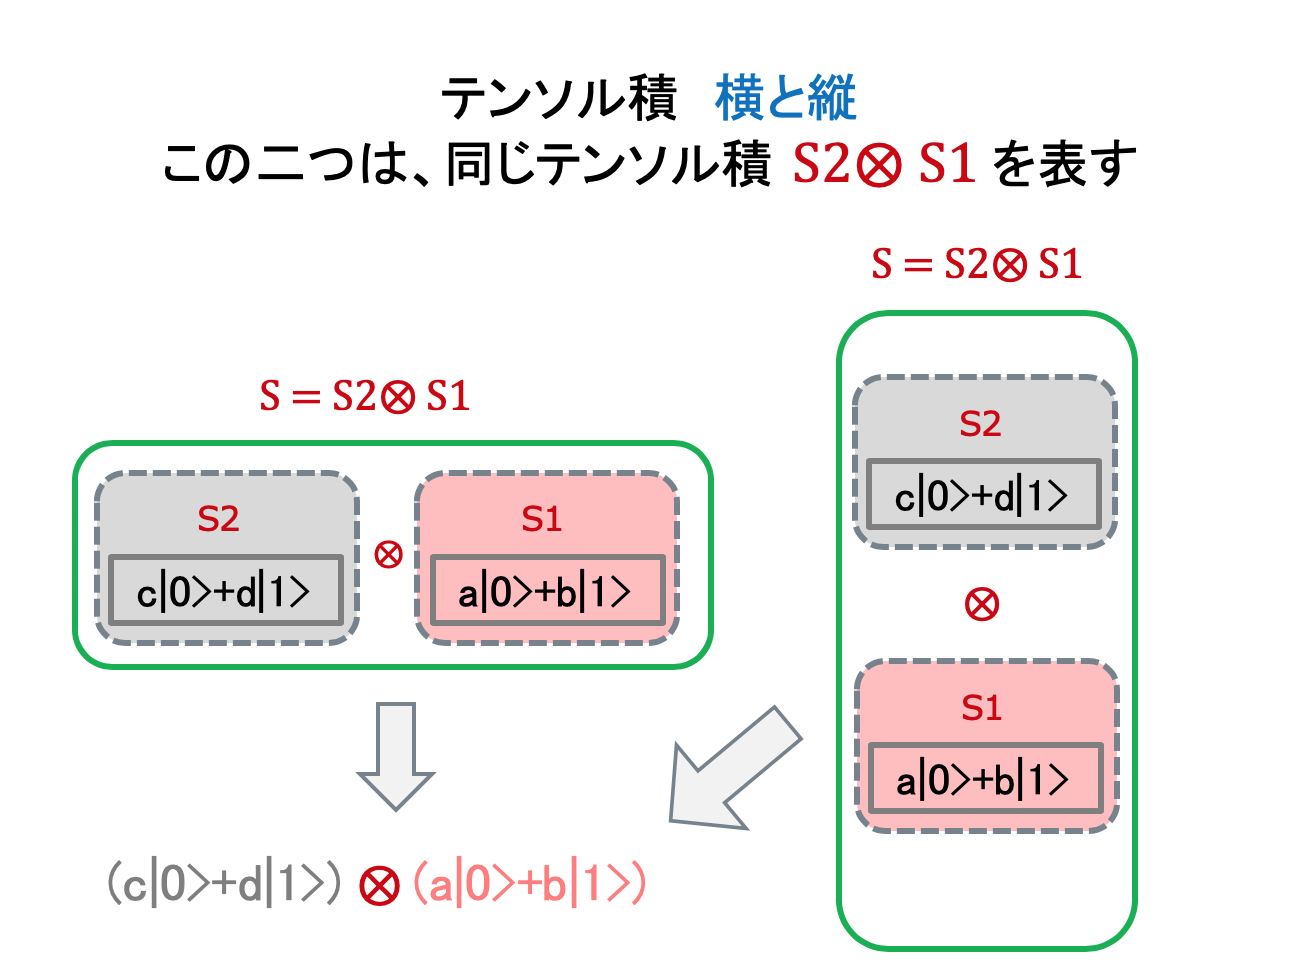 テンソル積　横と縦
この二つは、同じテンソル積 S2⊗ S1 を表す
S = S2⊗ S1
S2
c|0>+d|1>
⊗
S1
a|0>+b|1>
S = S2⊗ S1
S2
c|0>+d|1>
⊗
S1
a|0>+b|1>
(c|0>+d|1>) ⊗ (a|0>+b|1>)